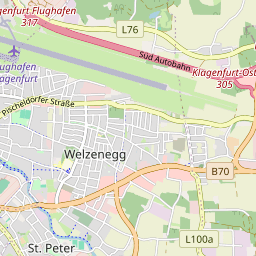 Klagenfurt Flughafen
317
L76
Süd Autobahn
Klagenfurt-Ost
305
Flughafen
Klagenfurt
Pischeldorfer Straße
Welzenegg
B70
L100a
St. Peter